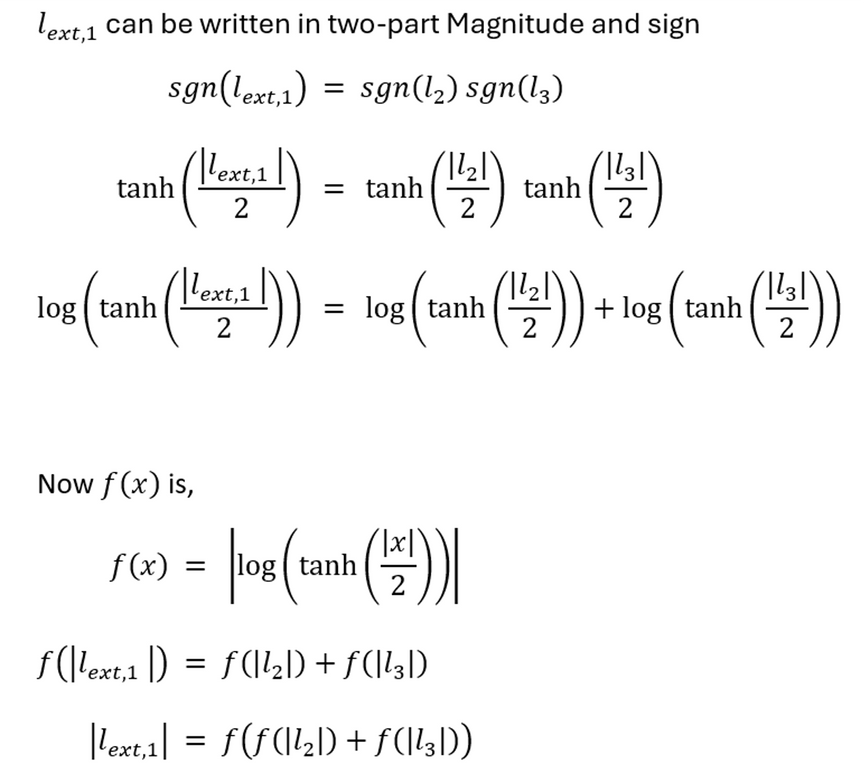 l_{ext,1} can be written in two-part Magnitude and sign
sgn(l_{ext,1}) = sgn(l_2) sgn(l_3)
tanh(|l_{ext,1}|/2) = tanh(|l_2|/2) tanh(|l_3|/2)
log(tanh(|l_{ext,1}|/2)) = log(tanh(|l_2|/2)) + log(tanh(|l_3|/2))
Now f(x) is,
f(x) = |log(tanh(|x|/2))|
f(|l_{ext,1}|) = f(|l_2|) + f(|l_3|)
|l_{ext,1}| = f(f(|l_2|) + f(|l_3|))